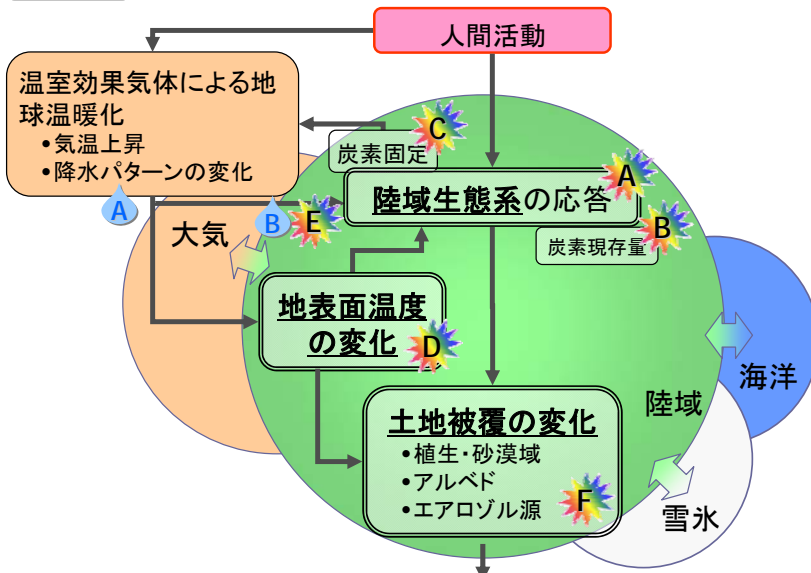 人間活動
温室効果気体による地
球温暖化
•気温上昇
•降水パターンの変化
A
C
炭素固定
陸域生態系の応答
A
B
炭素現存量
B
E
大気
地表面温度
の変化
D
海洋
陸域
土地被覆の変化
•植生・砂漠域
•アルベド
•エアロゾル源
F
雪氷